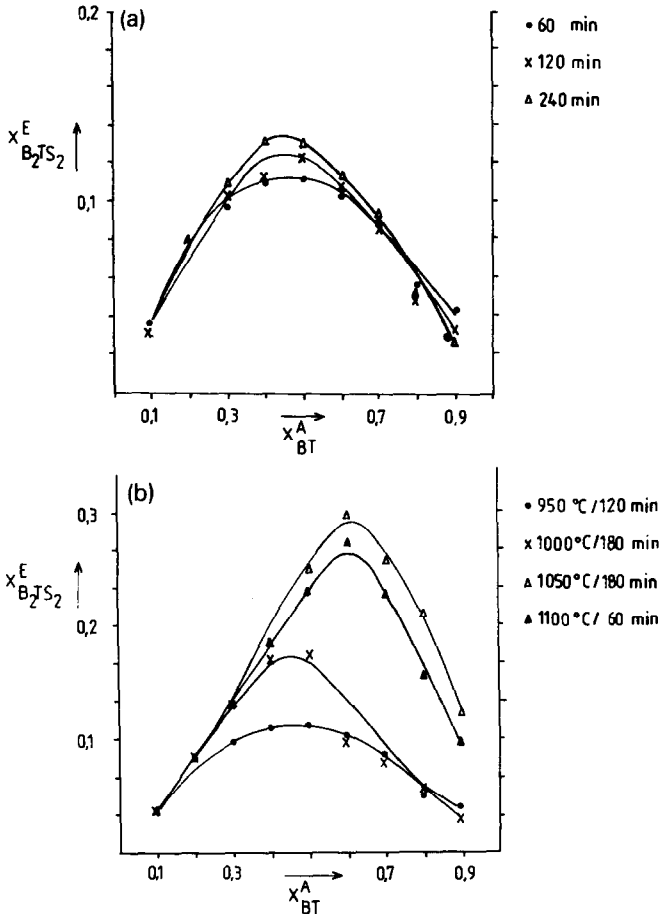 (a)
0,2
0,1
x^E_B₂TS₂
0,1 0,3 0,5 0,7 0,9
x^A_BT
• 60 min
x 120 min
△ 240 min
(b)
0,3
0,2
0,1
x^E_B₂TS₂
0,1 0,3 0,7 0,9
x^A_BT
• 950 °C/120 min
x 1000°C/180 min
△ 1050°C/180 min
▲ 1100°C/ 60 min